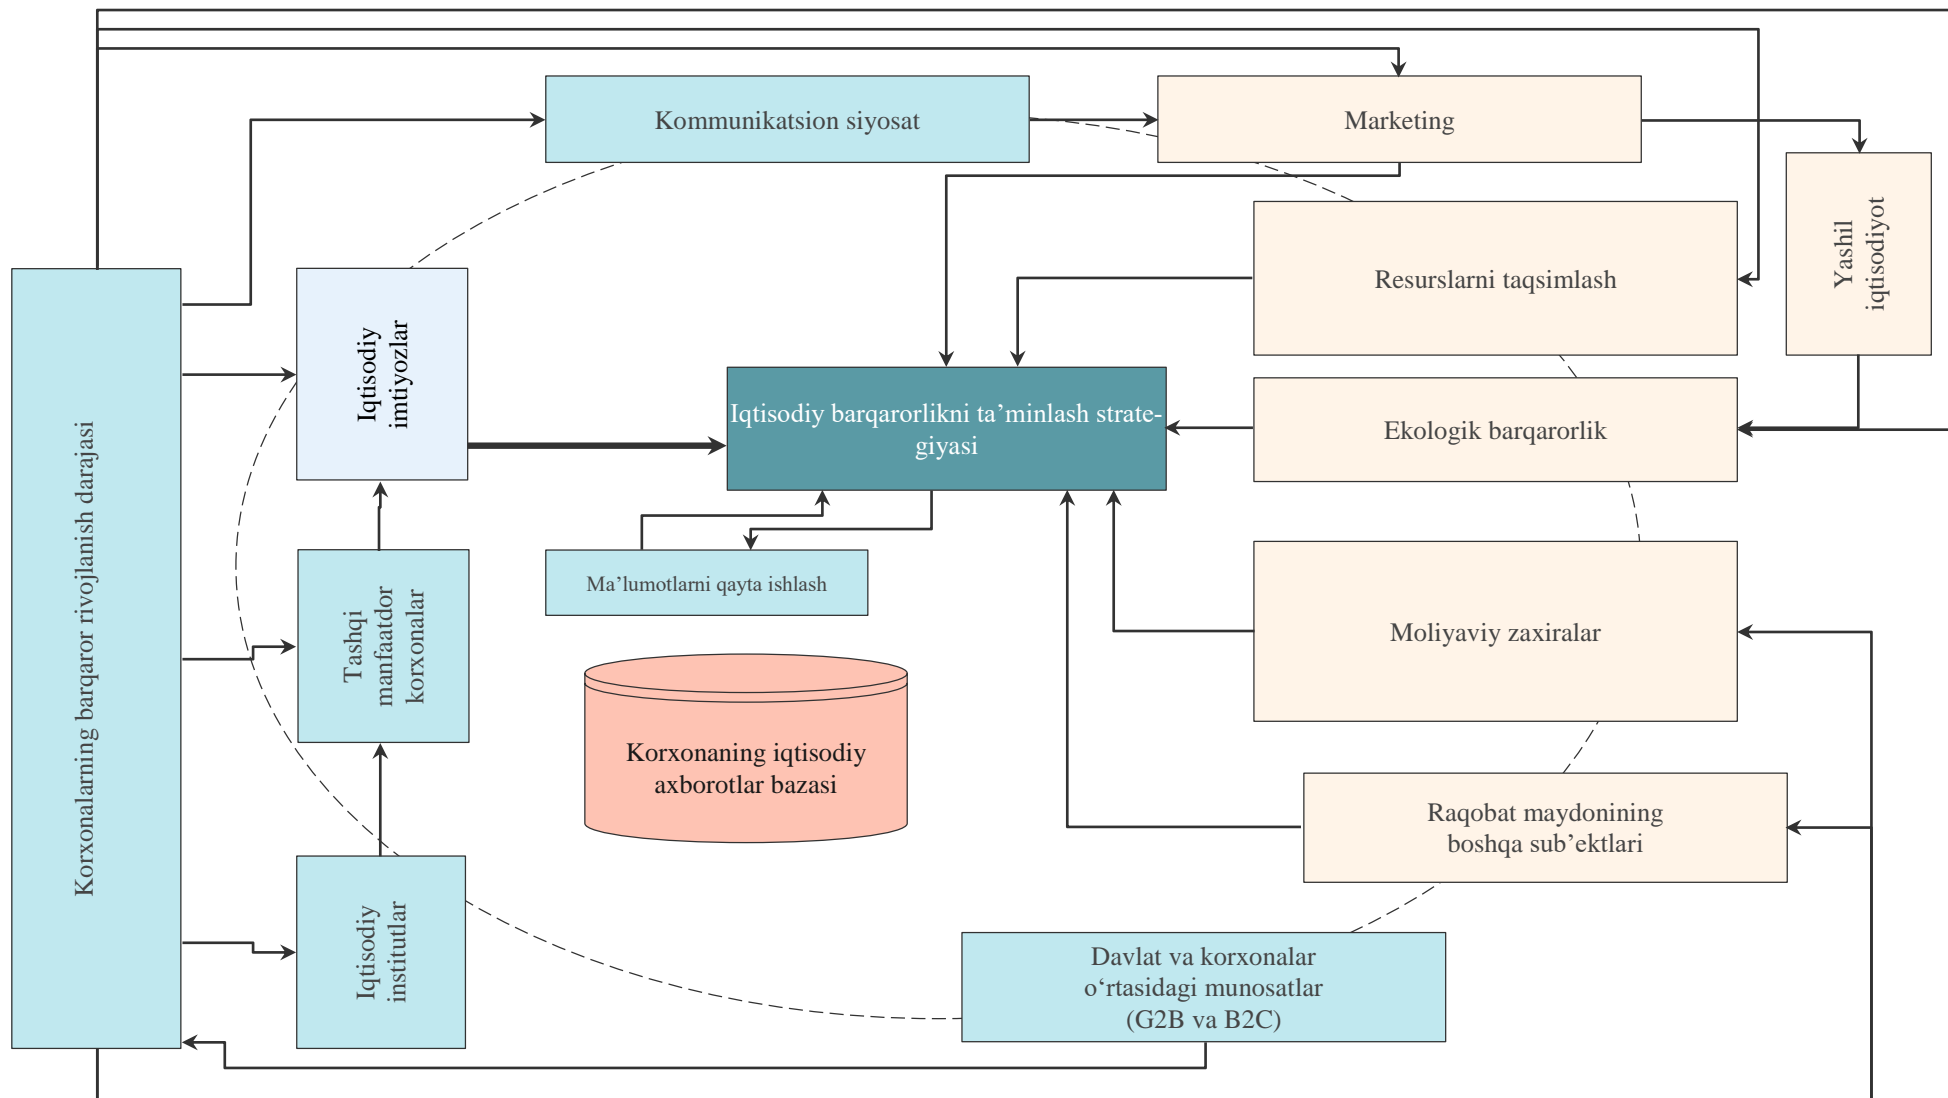 Kommunikatsion siyosat
Marketing
Yashil
iqtisodiyot
Resurslarni taqsimlash
Korxonalarning barqaror rivojlanish darajasi
Iqtisodiy
imtiyozlar
Iqtisodiy barqarorlikni ta’minlash strate-
giyasi
Ekologik barqarorlik
Tashqi
manfaatdor
korxonalar
Ma’lumotlarni qayta ishlash
Moliyaviy zaxiralar
Korxonaning iqtisodiy
axborotlar bazasi
Raqobat maydonining
boshqa sub’ektlari
Iqtisodiy
institutlar
Davlat va korxonalar
o‘rtasidagi munosatlar
(G2B va B2C)